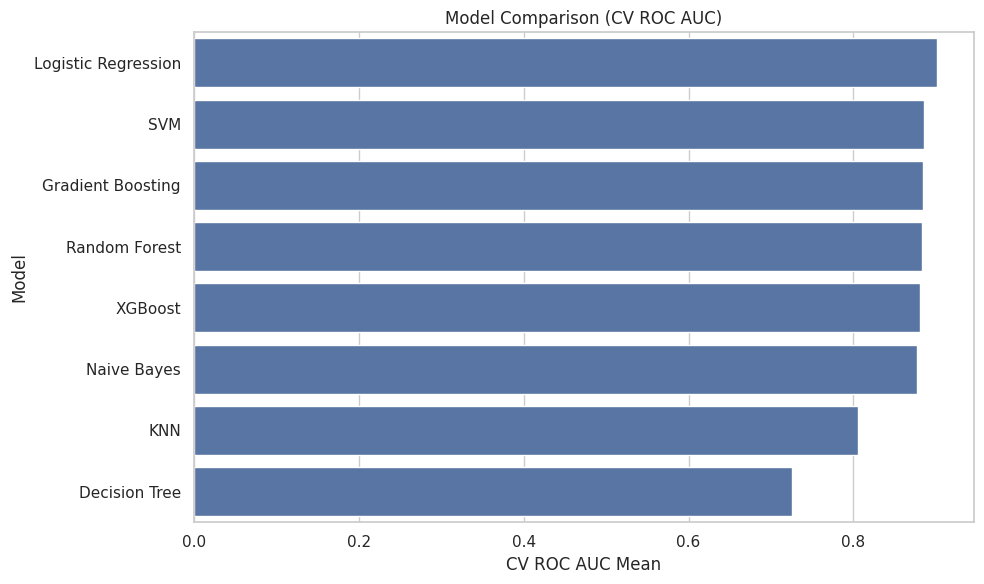 Model Comparison (CV ROC AUC)
Logistic Regression
SVM
Gradient Boosting
Random Forest
XGBoost
Naive Bayes
KNN
Decision Tree
Model
0.0 0.2 0.4 0.6 0.8
CV ROC AUC Mean